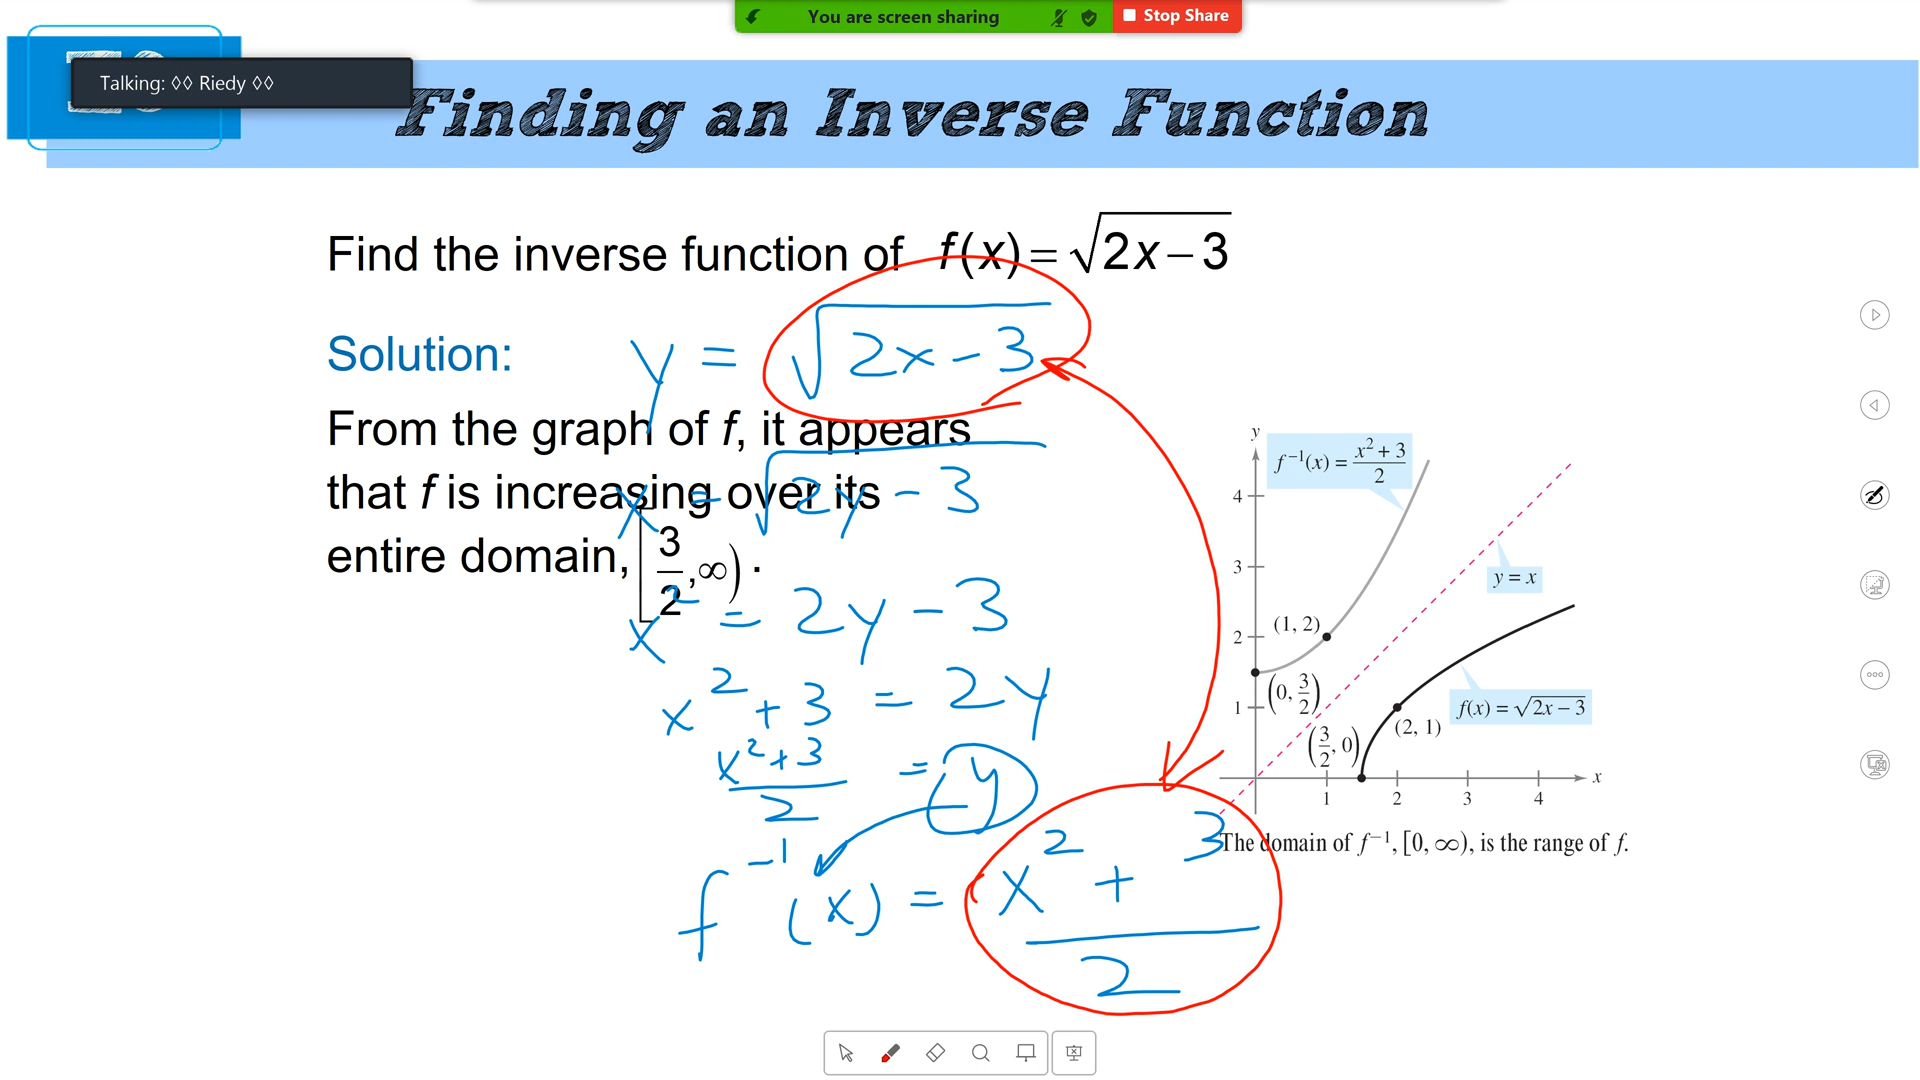 You are screen sharing
Stop Share
Talking: ◊◊ Riedy ◊◊
Finding an Inverse Function
Find the inverse function of f(x) = √(2x – 3)
Solution:
y = √(2x - 3)
From the graph of f, it appears
that f is increasing over its
entire domain, [3/2, ∞).
x = √(2y - 3)
x² = 2y - 3
x² + 3 = 2y
(x² + 3)/2 = y
f⁻¹(x) = (x² + 3)/2
y
f⁻¹(x) = (x² + 3)/2
4
3
y = x
(1, 2)
2
(0, 3/2)
1
f(x) = √(2x – 3)
(2, 1)
(3/2, 0)
x
1 2 3 4
The domain of f⁻¹, [0, ∞), is the range of f.